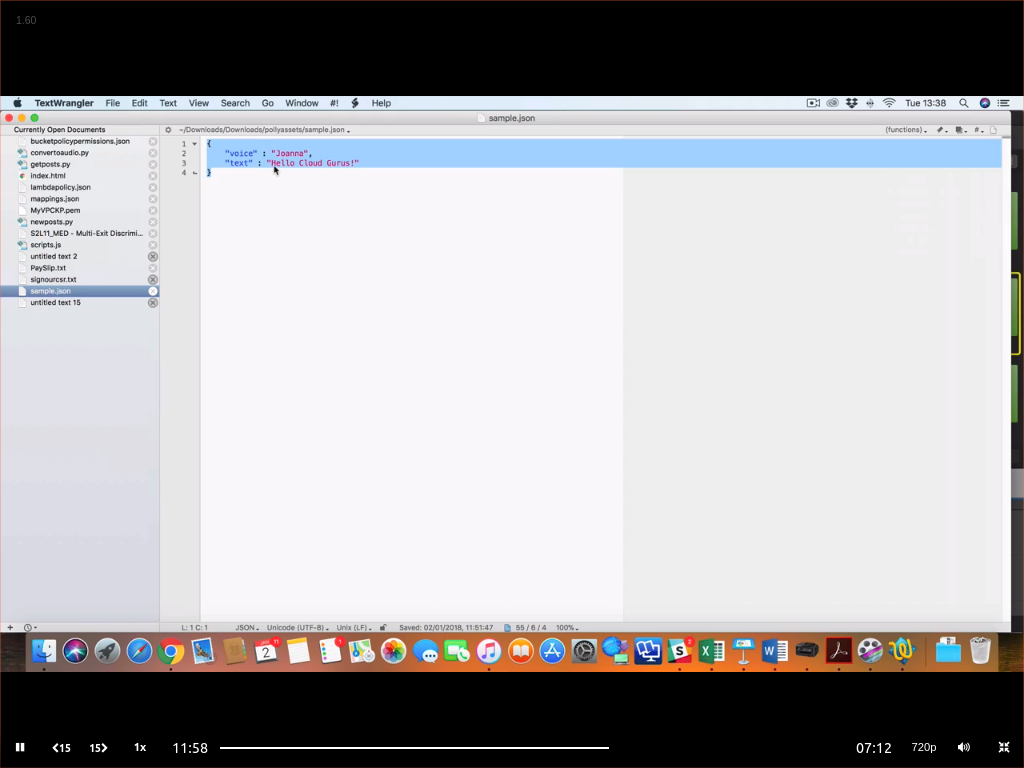 1.60
TextWrangler File Edit Text View Search Go Window #! Help Tue 13:38
sample.json
Currently Open Documents ~/Downloads/Downloads/pollyassets/sample.json (functions)
bucketpolicypermissions.json
convertoaudio.py
getposts.py
index.html
lambdapolicy.json
mappings.json
MyVPCKP.pem
newposts.py
S2L11_MED - Multi-Exit Discrimi...
scripts.js
untitled text 2
PaySlip.txt
signourcsr.txt
sample.json
untitled text 15
1 {
2 "voice" : "Joanna",
3 "text" : "Hello Cloud Gurus!"
4 }
L: 1 C: 1 JSON Unicode (UTF-8) Unix (LF) Saved: 02/01/2018, 11:51:47 55 / 6 / 4 100%
15 15 1x 11:58 07:12 720p